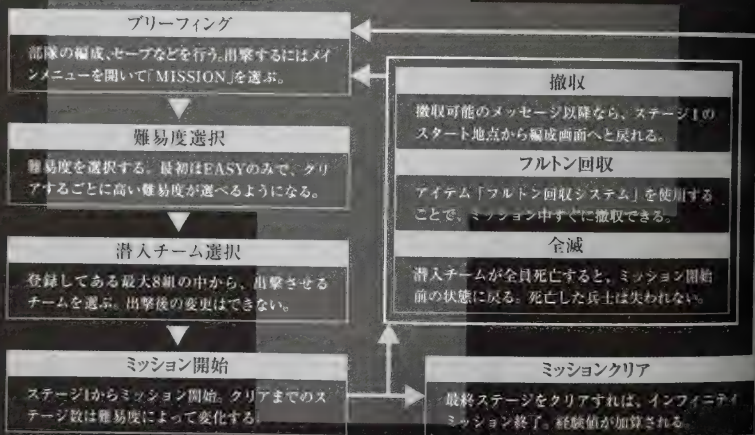 ブリーフィング
部隊の編成、セーブなどを行う。出撃するにはメイ
ンメニューを開いて「MISSION」を選ぶ。
難易度選択
難易度を選択する。最初はEASYのみで、クリ
アするごとに高い難易度が選べるようになる。
潜入チーム選択
登録してある最大8組の中から、出撃させる
チームを選ぶ。出撃後の変更はできない。
ミッション開始
ステージ1からミッション開始。クリアまでのス
テージ数は難易度によって変化する。
撤収
撤収可能のメッセージ以降なら、ステージ1の
スタート地点から編成画面へと戻れる。
フルトン回収
アイテム「フルトン回収システム」を使用する
ことで、ミッション中すぐに撤収できる。
全滅
潜入チームが全員死亡すると、ミッション開始
前の状態に戻る。死亡した兵士は失われない。
ミッションクリア
最終ステージをクリアすれば、インフィニティ
ミッション終了。経験値が加算される